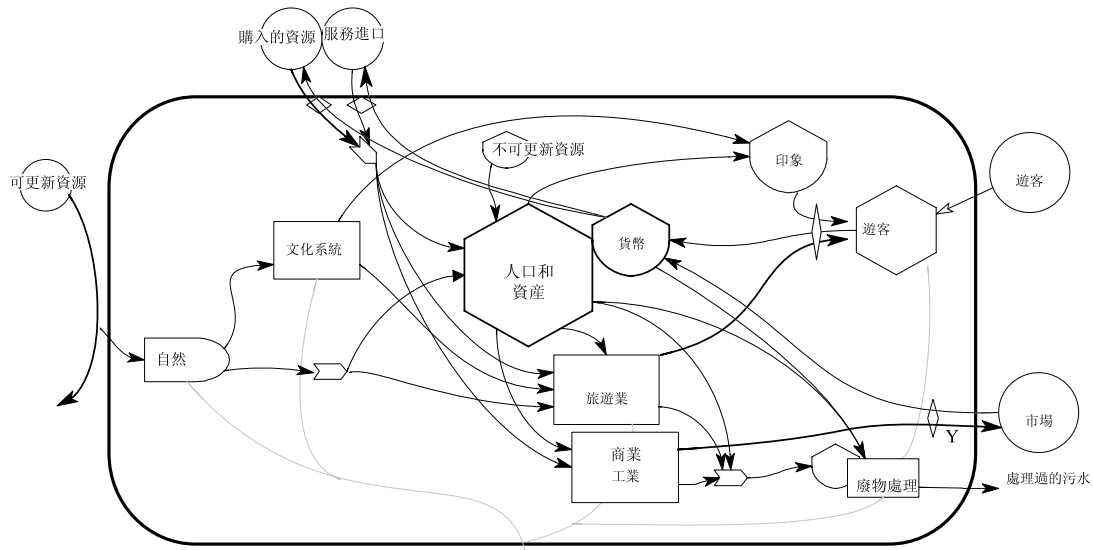 購入的資源
服務進口
不可更新資源
印象
可更新資源
遊客
遊客
文化系統
貨幣
人口和
資産
自然
旅遊業
市場
Y
商業
工業
廢物處理
處理過的污水